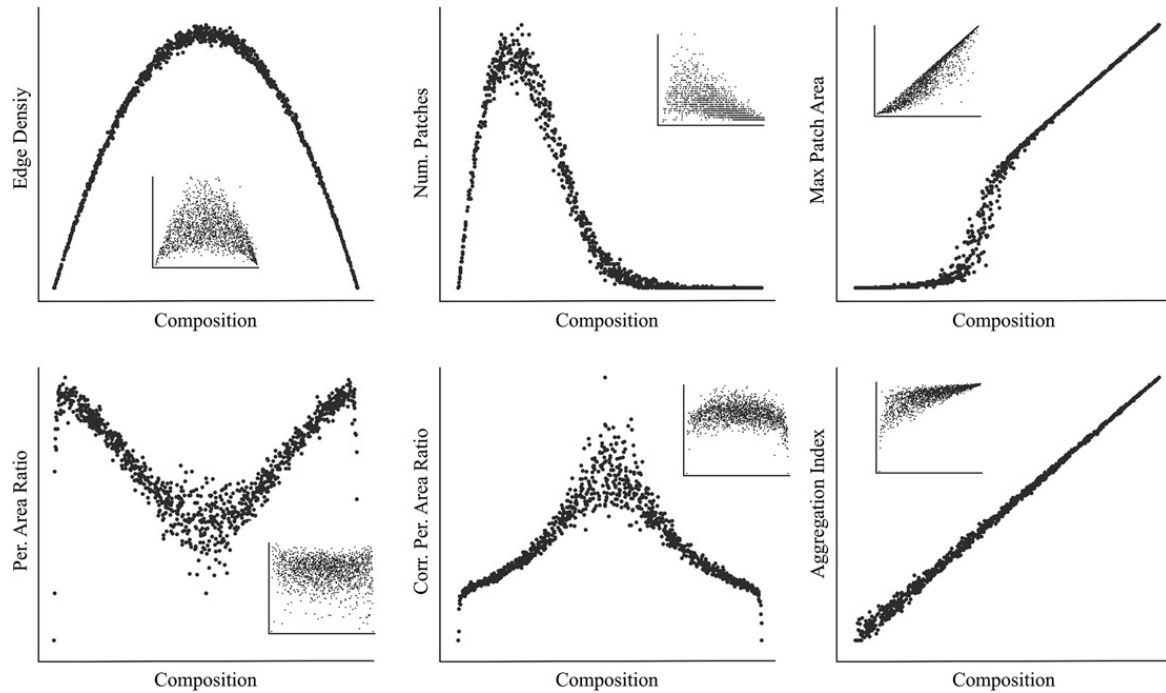 Edge Densiy
Composition
Num. Patches
Composition
Max Patch Area
Composition
Per. Area Ratio
Composition
Corr. Per. Area Ratio
Composition
Aggregation Index
Composition